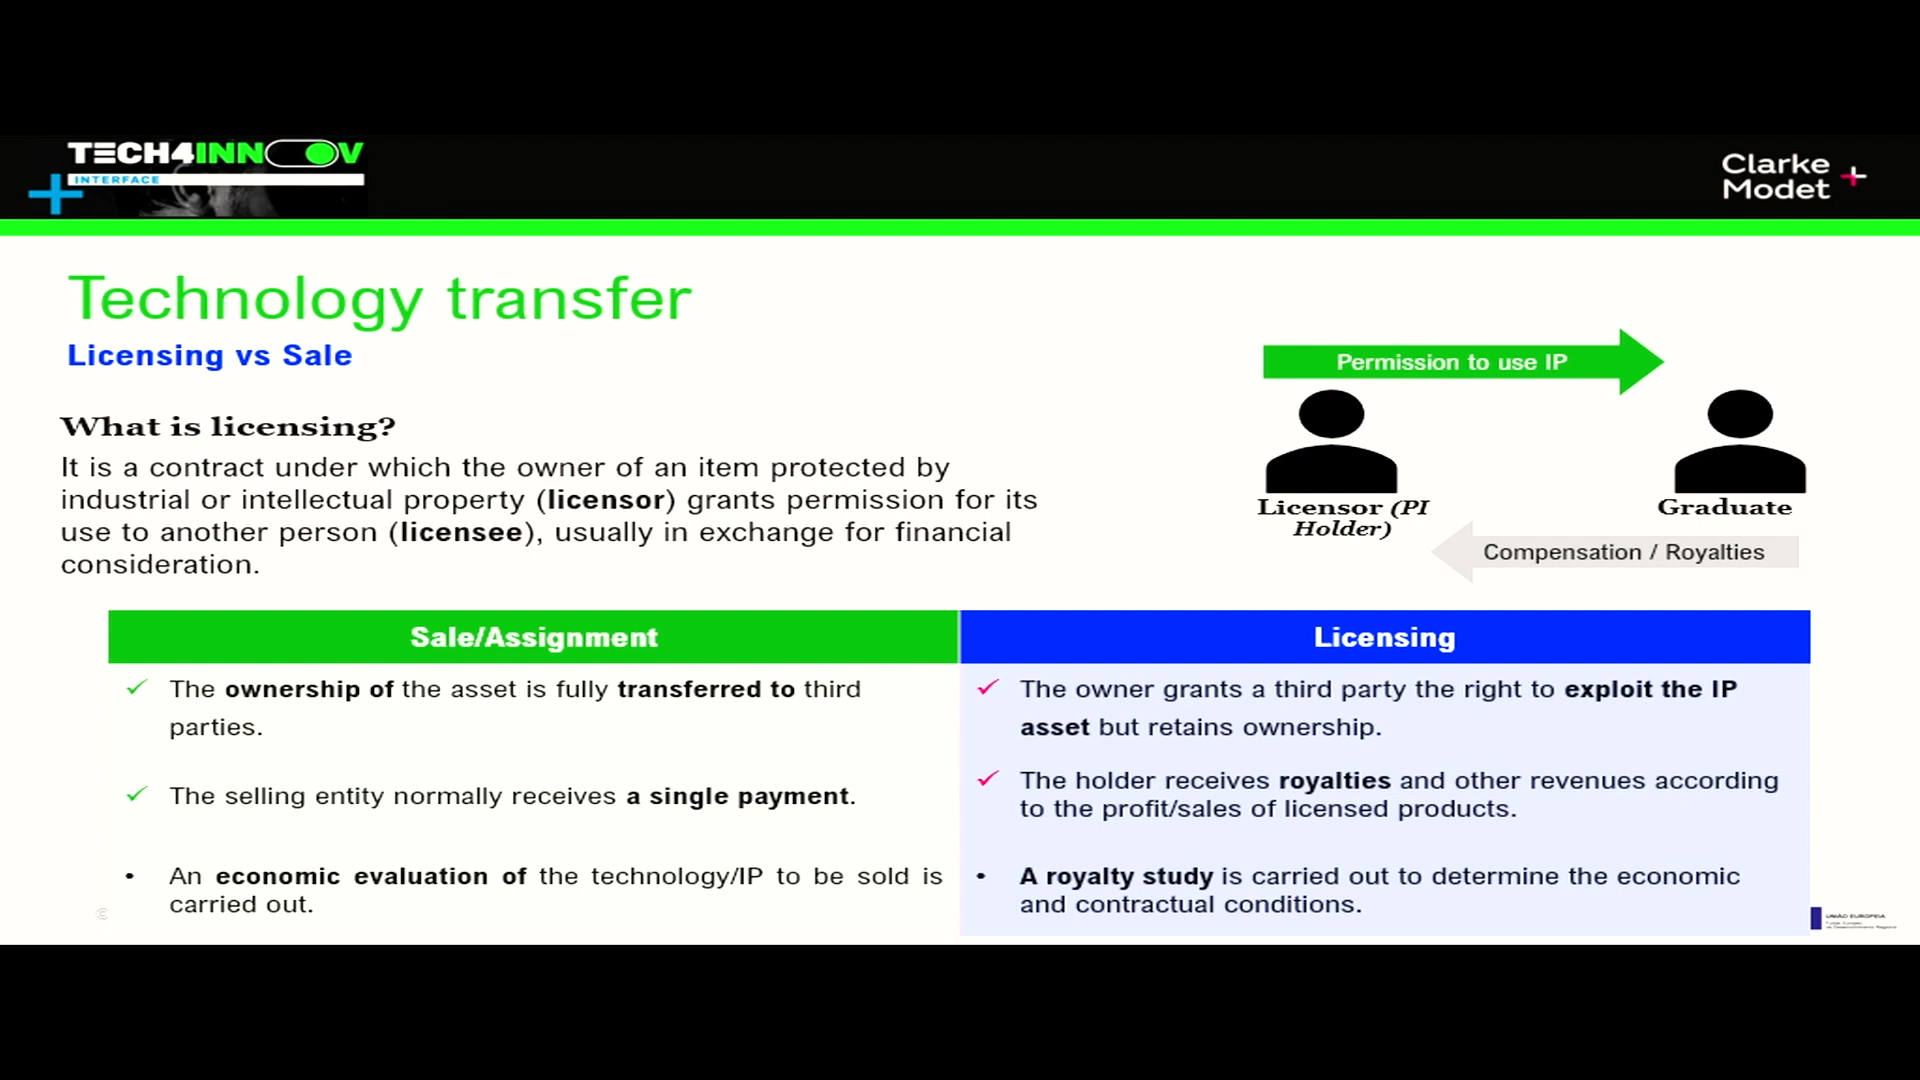 TECH4INNOV
INTERFACE
Clarke
Modet
Technology transfer
Licensing vs Sale
Permission to use IP
What is licensing?
It is a contract under which the owner of an item protected by
industrial or intellectual property (licensor) grants permission for its
use to another person (licensee), usually in exchange for financial
consideration.
Licensor (PI
Holder)
Graduate
Compensation / Royalties
Sale/Assignment
The ownership of the asset is fully transferred to third
parties.
The selling entity normally receives a single payment.
An economic evaluation of the technology/IP to be sold is
carried out.
Licensing
The owner grants a third party the right to exploit the IP
asset but retains ownership.
The holder receives royalties and other revenues according
to the profit/sales of licensed products.
A royalty study is carried out to determine the economic
and contractual conditions.
UNIÃO EUROPEIA